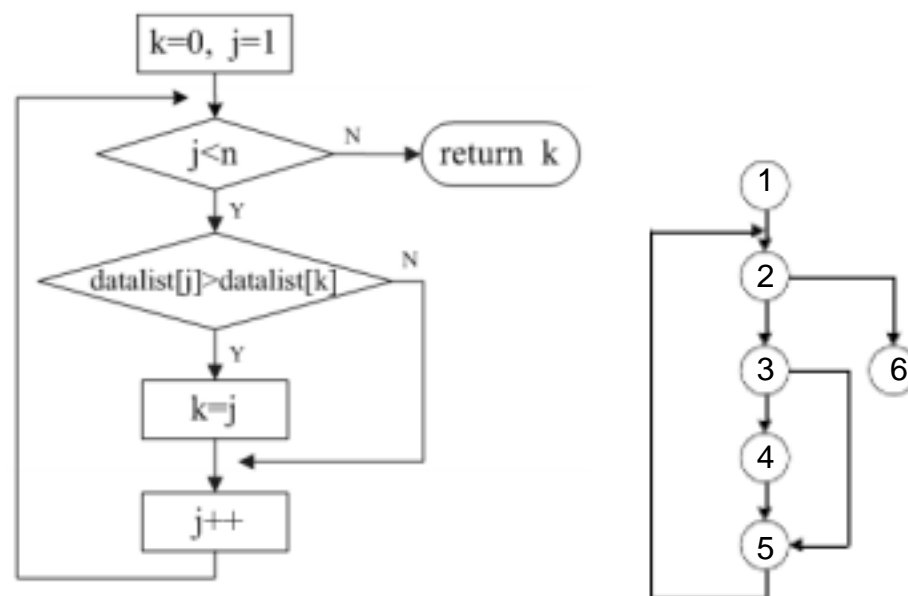 k=0, j=1
j<n
N
return k
Y
datalist[j]>datalist[k]
N
Y
k=j
j++
1
2
3
6
4
5